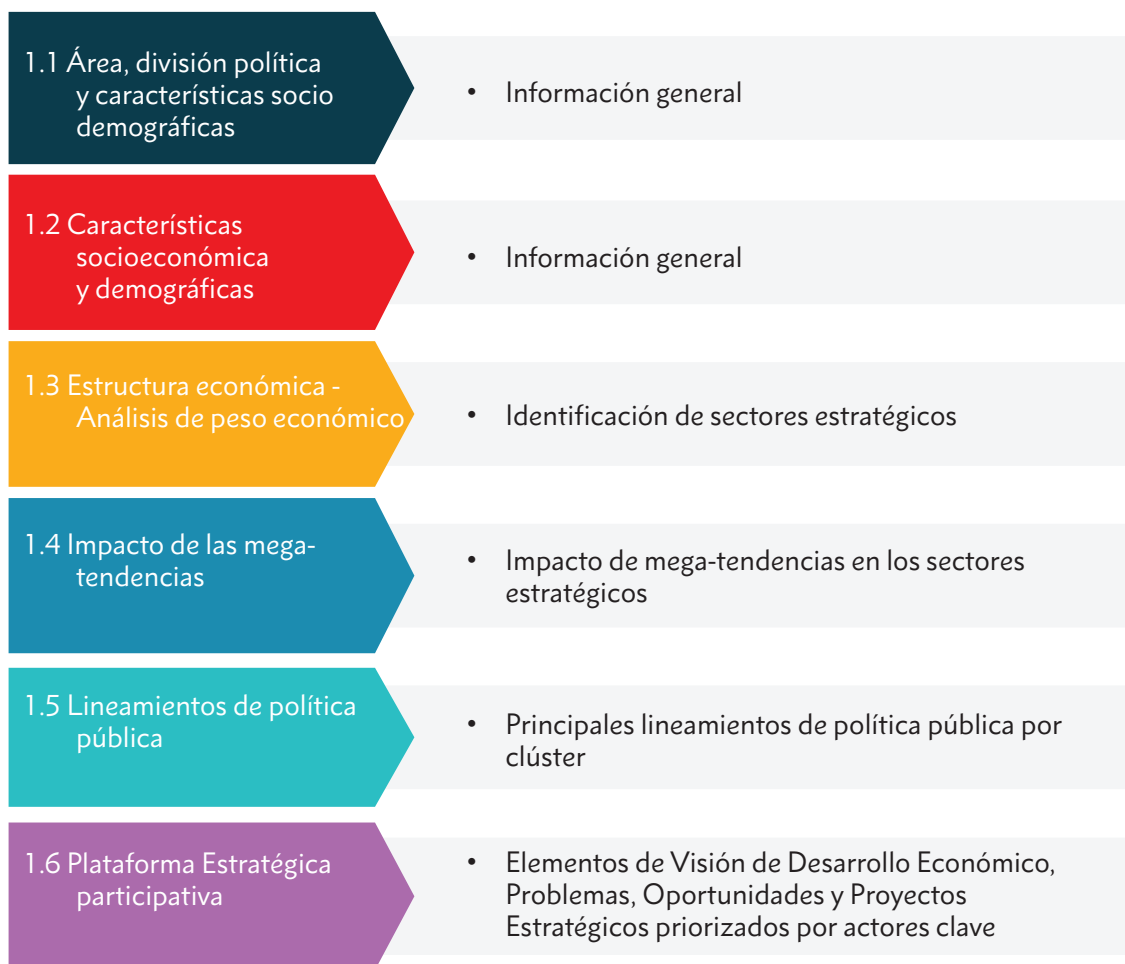 1.1 Área, división política
y características socio
demográficas
• Información general
1.2 Características
socioeconómica
y demográficas
• Información general
1.3 Estructura económica -
Análisis de peso económico
• Identificación de sectores estratégicos
1.4 Impacto de las mega-
tendencias
• Impacto de mega-tendencias en los sectores
estratégicos
1.5 Lineamientos de política
pública
• Principales lineamientos de política pública por
clúster
1.6 Plataforma Estratégica
participativa
• Elementos de Visión de Desarrollo Económico,
Problemas, Oportunidades y Proyectos
Estratégicos priorizados por actores clave